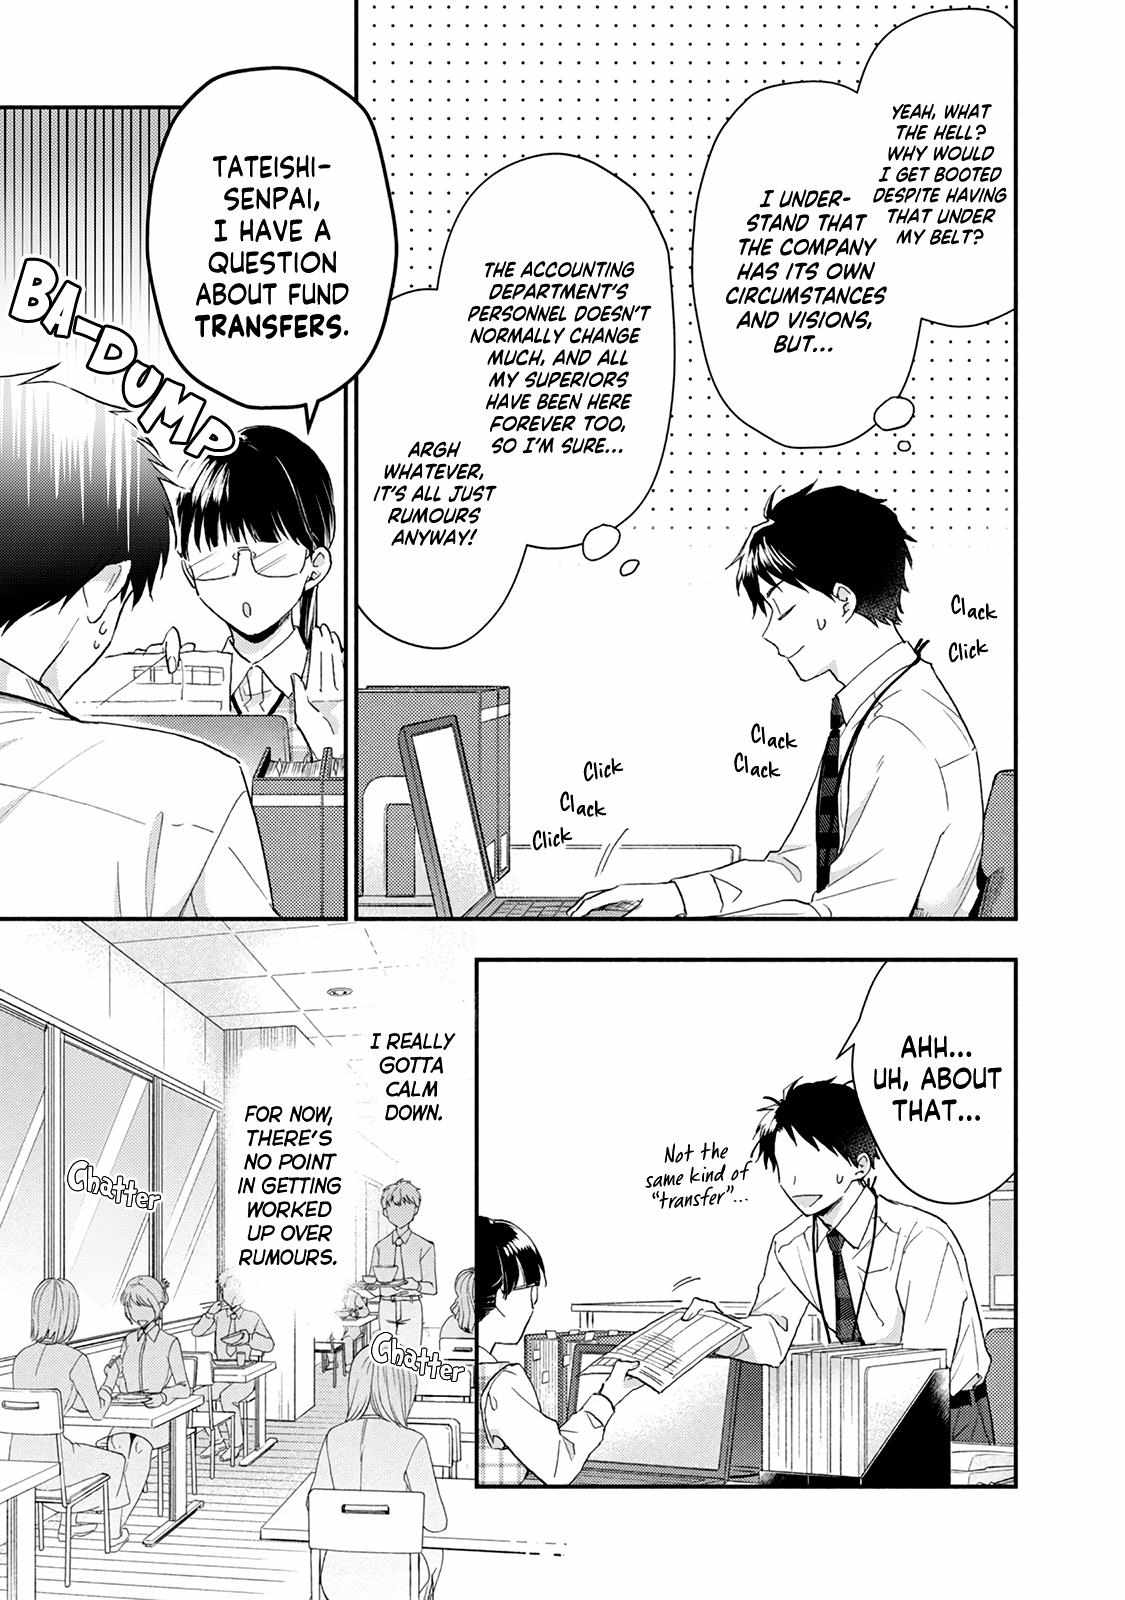 YEAH, WHAT
THE HELL?
WHY WOULD
I GET BOOTED
DESPITE HAVING
THAT UNDER
MY BELT?
I UNDER-
STAND THAT
THE COMPANY
HAS ITS OWN
CIRCUMSTANCES
AND VISIONS,
BUT...
THE ACCOUNTING
DEPARTMENT'S
PERSONNEL DOESN'T
NORMALLY CHANGE
MUCH, AND ALL
MY SUPERIORS
HAVE BEEN HERE
FOREVER TOO,
SO I'M SURE...
ARGH
WHATEVER,
IT'S ALL JUST
RUMOURS
ANYWAY!
Clack
Click
Clack
Clack
Click
Clack
Click
TATEISHI-
SENPAI,
I HAVE A
QUESTION
ABOUT FUND
TRANSFERS.
BA-DUMP
AHH...
UH, ABOUT
THAT...
Not the
same kind of
"transfer"...
I REALLY
GOTTA
CALM
DOWN.
FOR NOW,
THERE'S
NO POINT
IN GETTING
WORKED
UP OVER
RUMOURS.
Chatter
Chatter